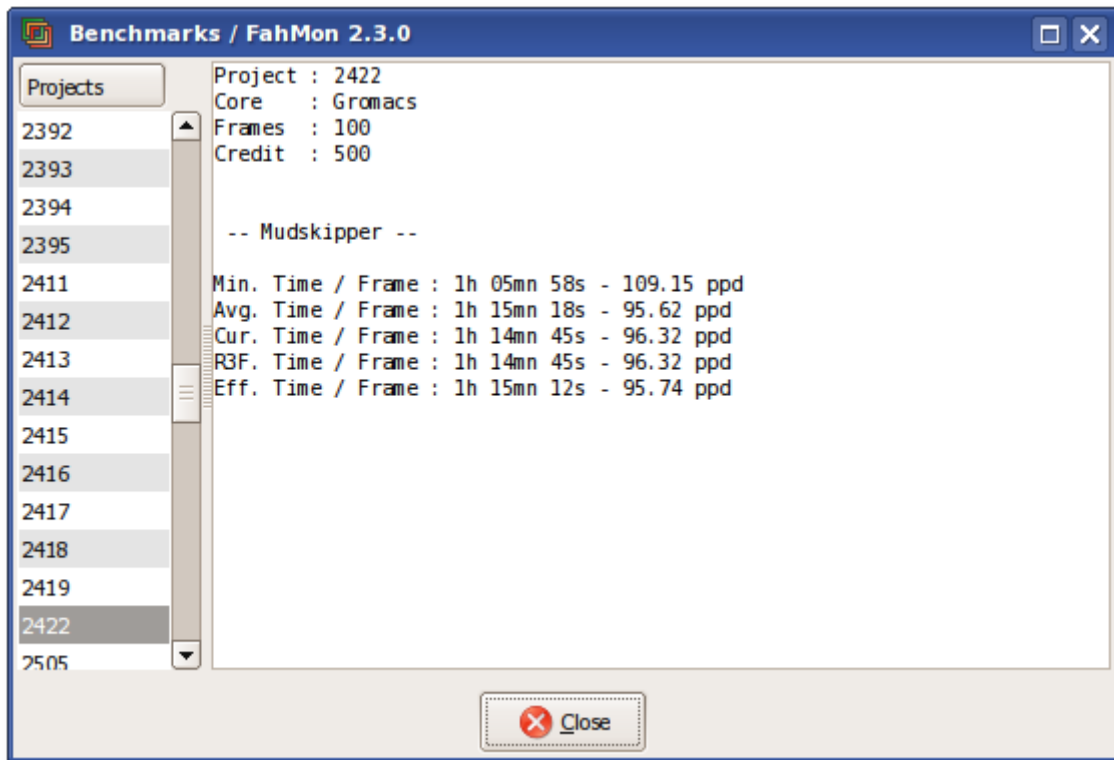 Benchmarks / FahMon 2.3.0
Projects
2392
2393
2394
2395
2411
2412
2413
2414
2415
2416
2417
2418
2419
2422
2505
Project : 2422
Core    : Gromacs
Frames  : 100
Credit  : 500
-- Mudskipper --
Min. Time / Frame : 1h 05mn 58s - 109.15 ppd
Avg. Time / Frame : 1h 15mn 18s - 95.62 ppd
Cur. Time / Frame : 1h 14mn 45s - 96.32 ppd
R3F. Time / Frame : 1h 14mn 45s - 96.32 ppd
Eff. Time / Frame : 1h 15mn 12s - 95.74 ppd
Close